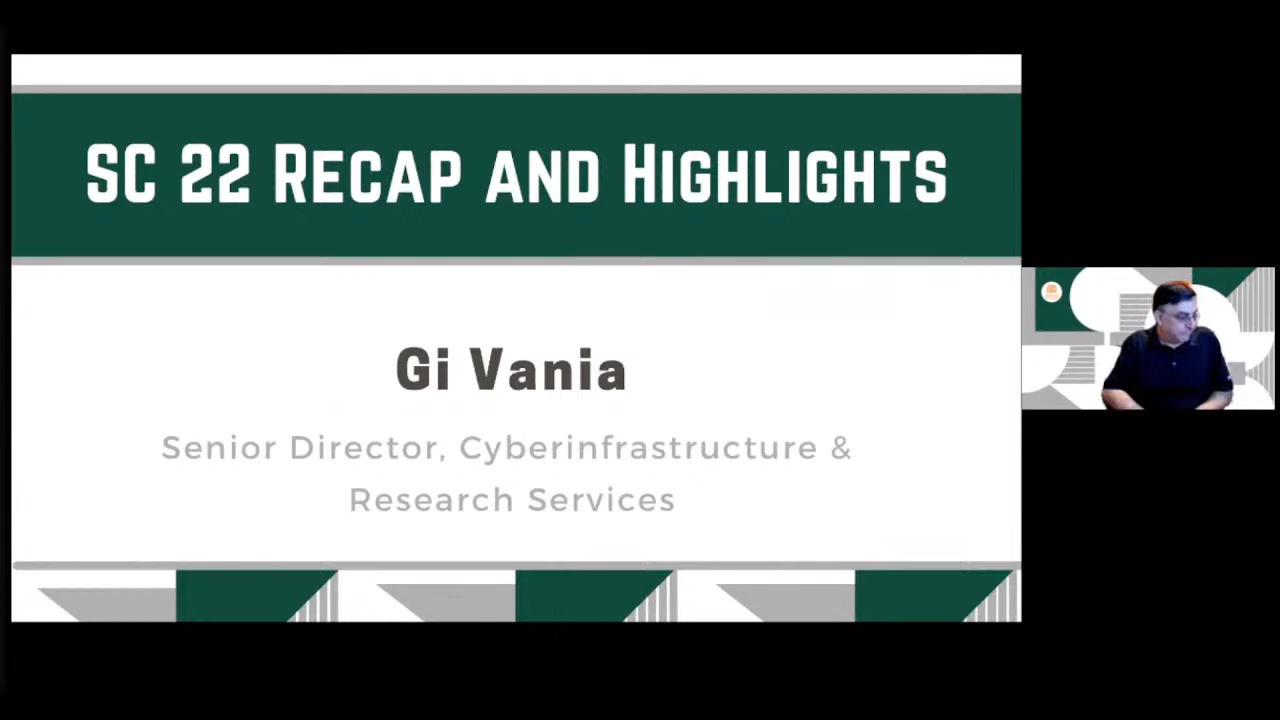 SC 22 Recap and Highlights
Gi Vania
Senior Director, Cyberinfrastructure &
Research Services